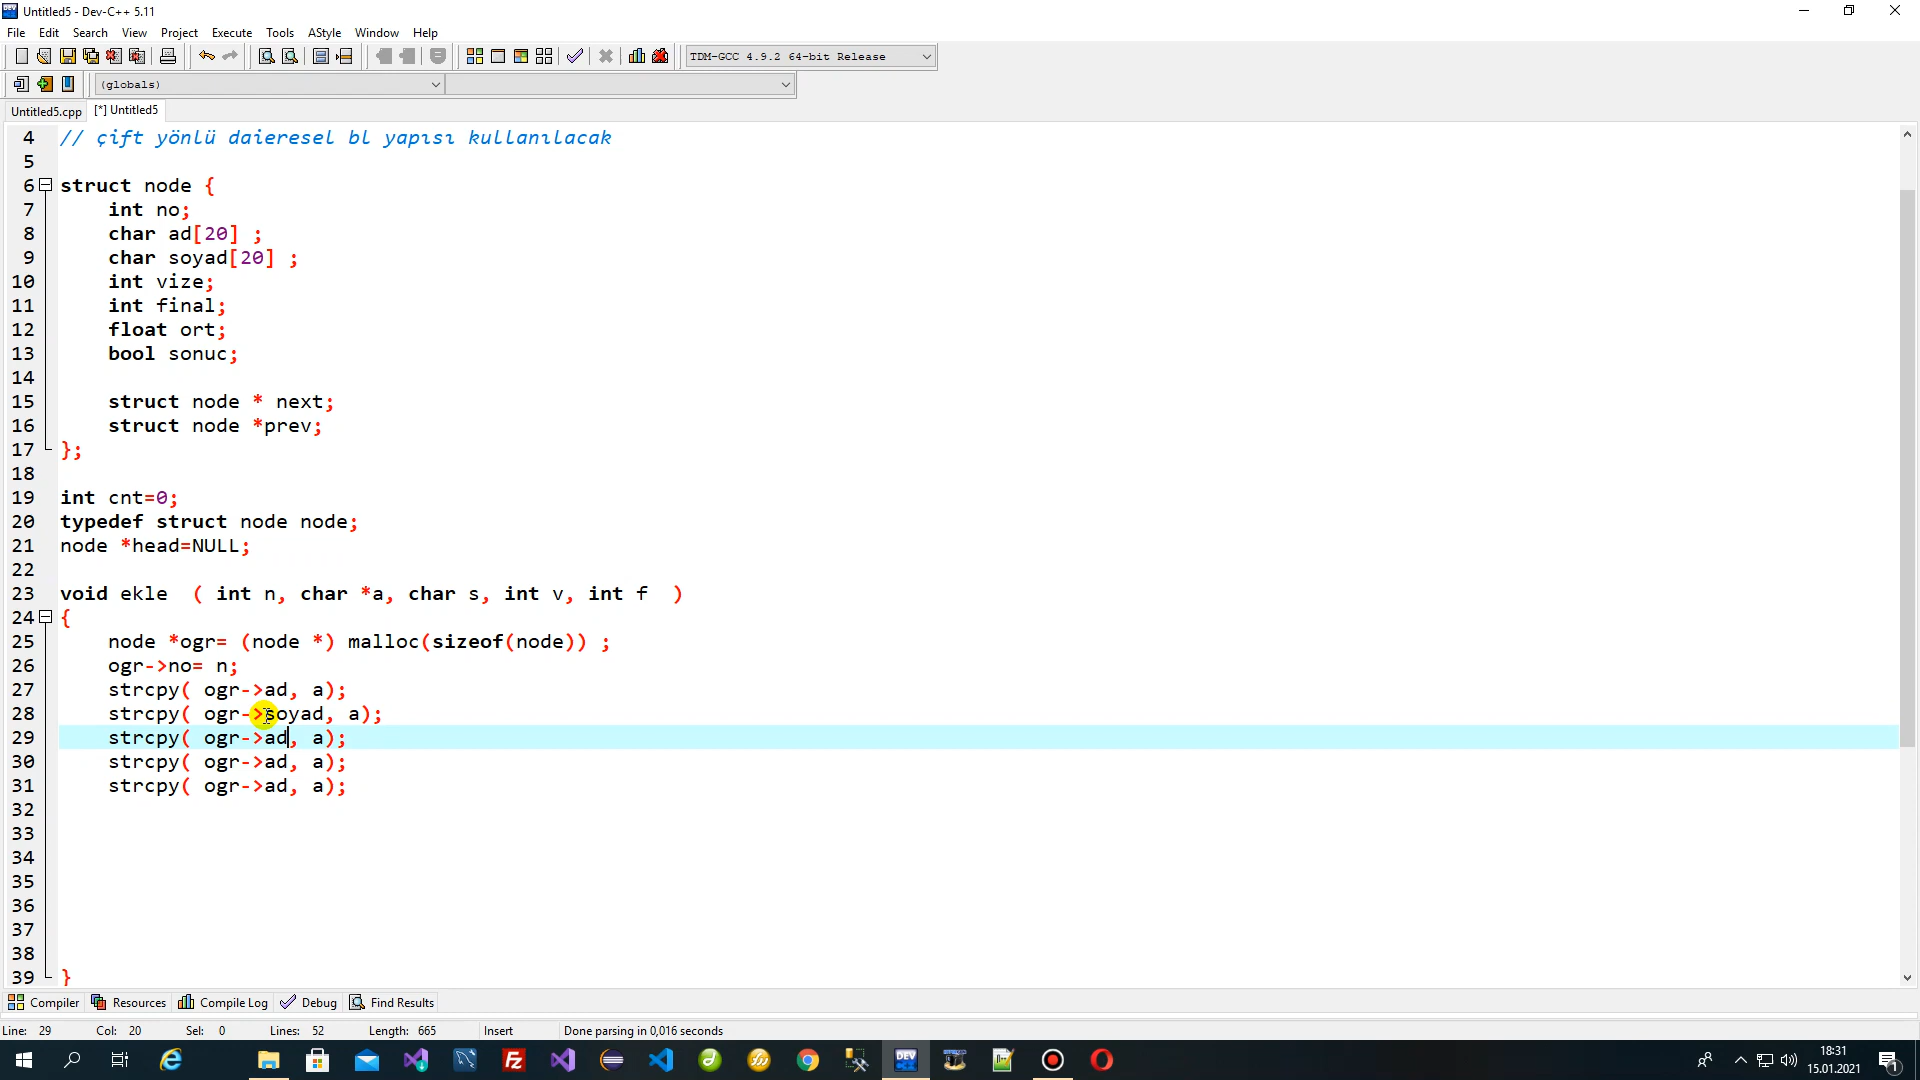 Untitled5 - Dev-C++ 5.11
File Edit Search View Project Execute Tools AStyle Window Help
TDM-GCC 4.9.2 64-bit Release
(globals)
Untitled5.cpp [*] Untitled5
4 // çift yönlü daieresel bl yapısı kullanılacak
5
6 struct node {
7 int no;
8 char ad[20] ;
9 char soyad[20] ;
10 int vize;
11 int final;
12 float ort;
13 bool sonuc;
14
15 struct node * next;
16 struct node *prev;
17 };
18
19 int cnt=0;
20 typedef struct node node;
21 node *head=NULL;
22
23 void ekle ( int n, char *a, char s, int v, int f )
24 {
25 node *ogr= (node *) malloc(sizeof(node)) ;
26 ogr->no= n;
27 strcpy( ogr->ad, a);
28 strcpy( ogr->soyad, a);
29 strcpy( ogr->ad, a);
30 strcpy( ogr->ad, a);
31 strcpy( ogr->ad, a);
32
33
34
35
36
37
38
39 }
Compiler Resources Compile Log Debug Find Results
Line: 29 Col: 20 Sel: 0 Lines: 52 Length: 665 Insert Done parsing in 0,016 seconds
DEV
18:31
15.01.2021
1